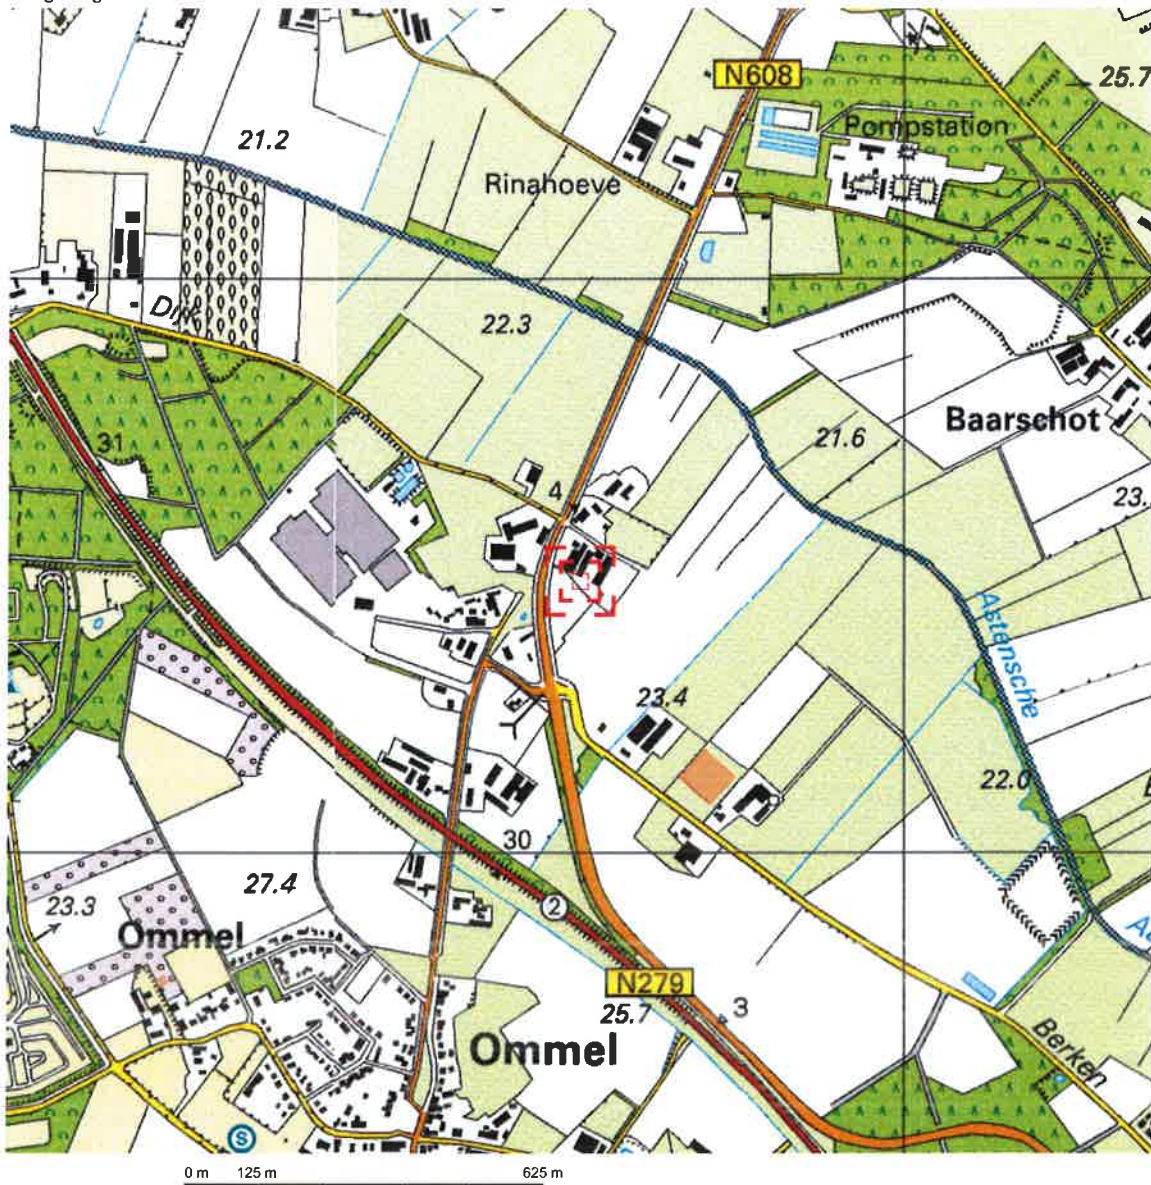 N608
25.7
Pompstation
21.2
Rinahoeve
Dijk
22.3
Baarschot
31
21.6
4
23.
Astensche
23.4
22.0
30
27.4
23.3
2
Ommel
N279
25.7
3
Ommel
Berken
S
0 m 125 m 625 m